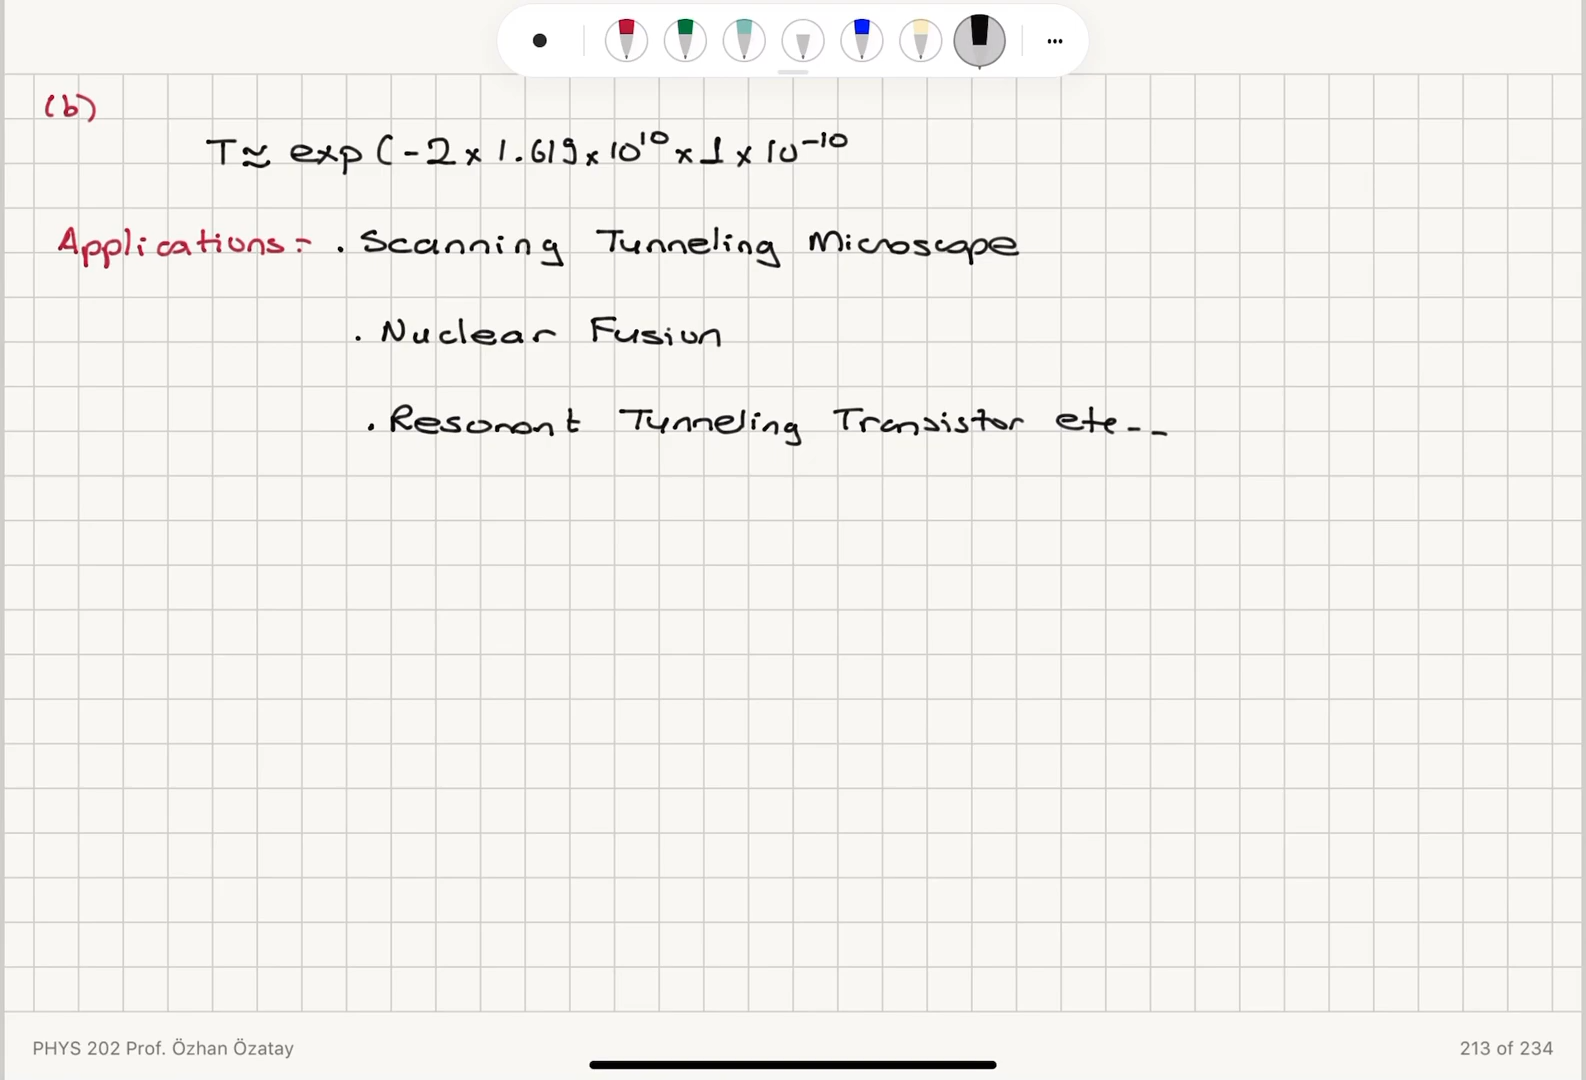 (b)
T ≈ exp (-2 x 1.619 x 10¹⁰ x 1 x 10⁻¹⁰
Applications = . Scanning Tunneling Microscope
. Nuclear Fusion
. Resonant Tunneling Transistor etc--
PHYS 202 Prof. Özhan Özatay
213 of 234